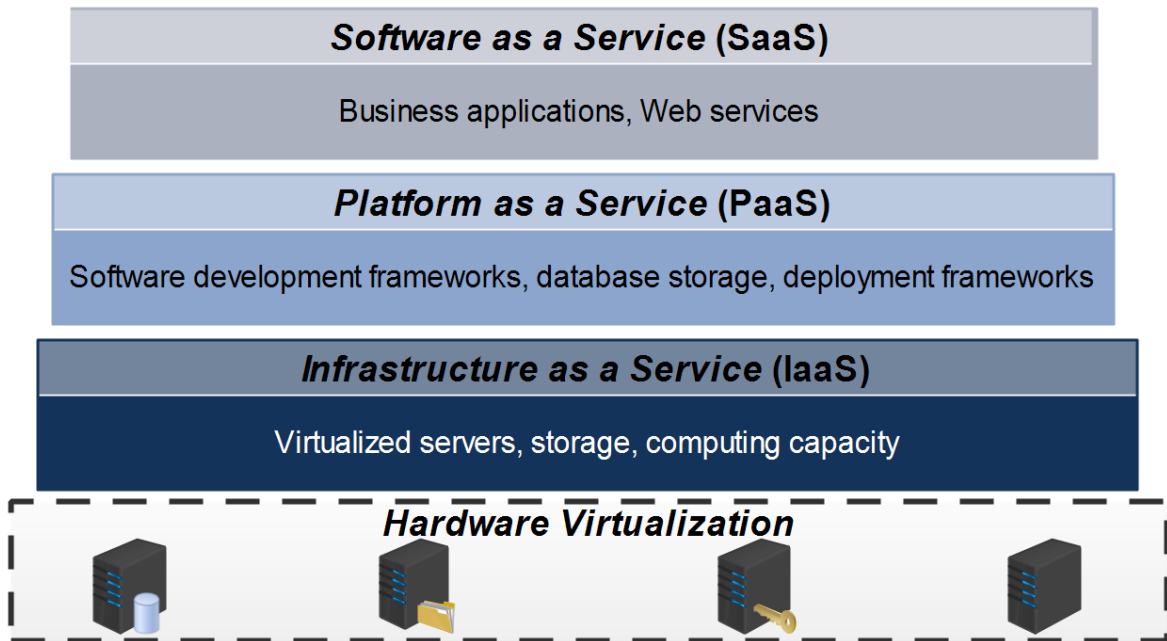 Software as a Service (SaaS)
Business applications, Web services
Platform as a Service (PaaS)
Software development frameworks, database storage, deployment frameworks
Infrastructure as a Service (IaaS)
Virtualized servers, storage, computing capacity
Hardware Virtualization